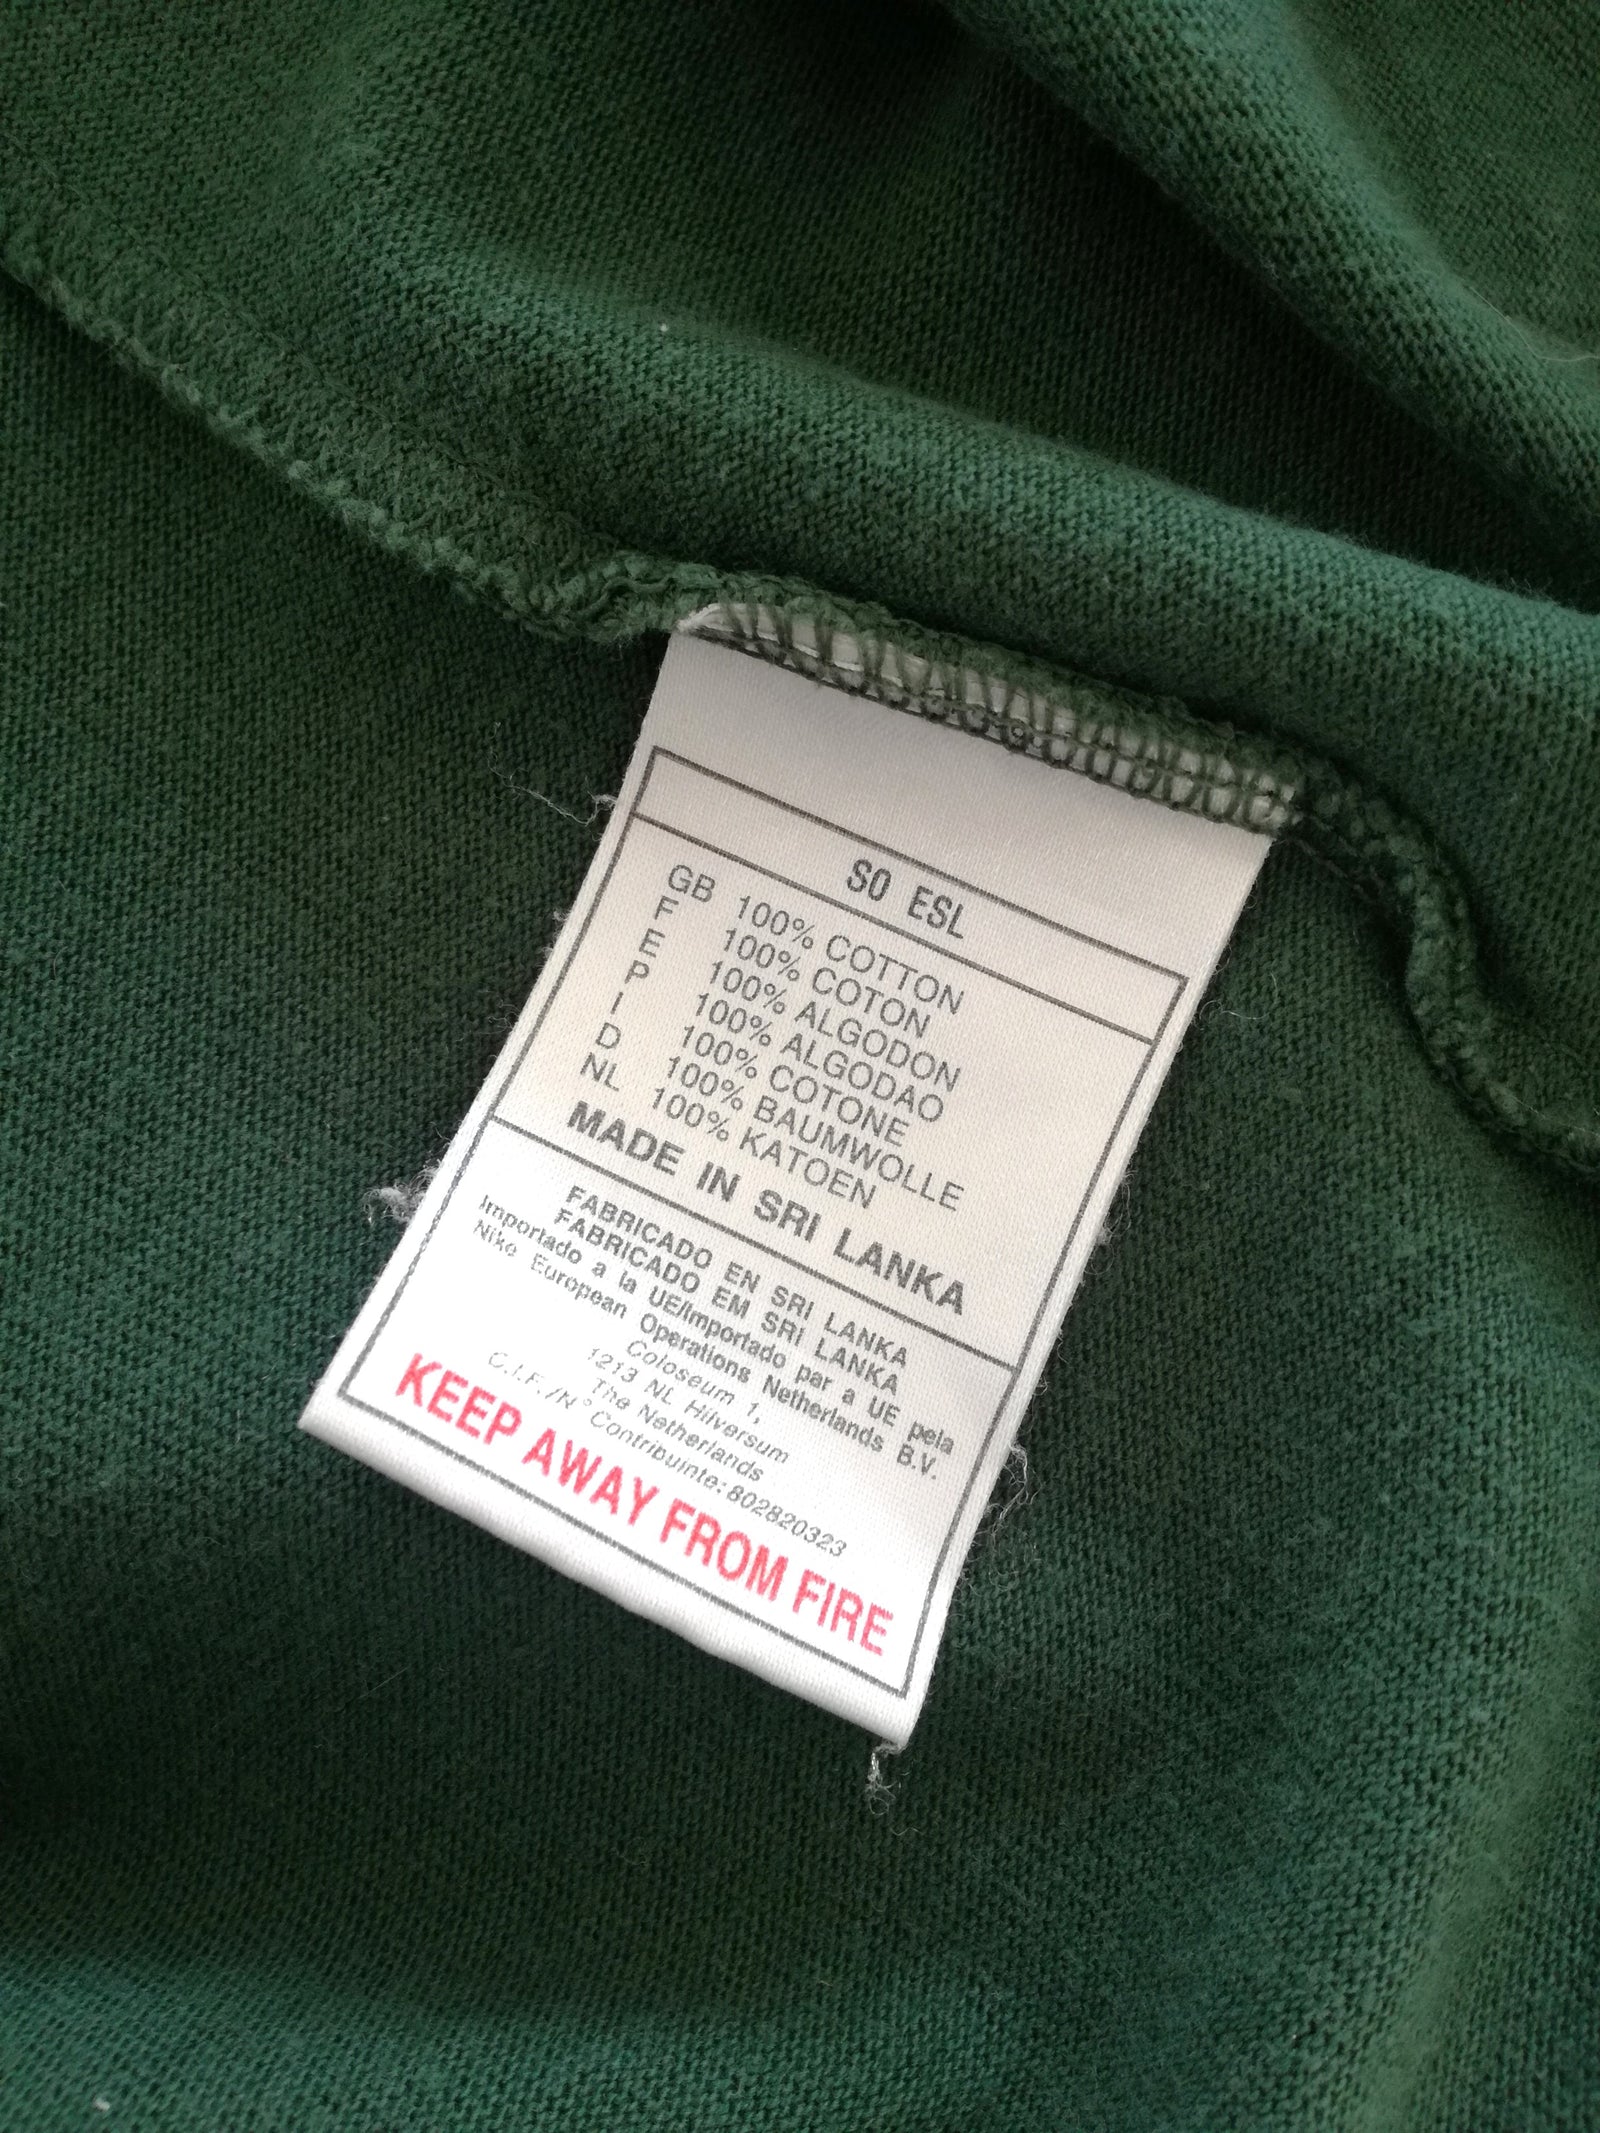 SO ESL
GB 100% COTTON
F 100% COTON
E 100% ALGODON
P 100% ALGODAO
I 100% COTONE
D 100% BAUMWOLLE
NL 100% KATOEN
MADE IN SRI LANKA
FABRICADO EN SRI LANKA
FABRICADO EM SRI LANKA
Importado a la UE/Importado par a UE pela
Nike European Operations Netherlands B.V.
Coloseum 1,
1213 NL Hilversum
The Netherlands
C.I.F./N° Contribuinte:802820323
KEEP AWAY FROM FIRE